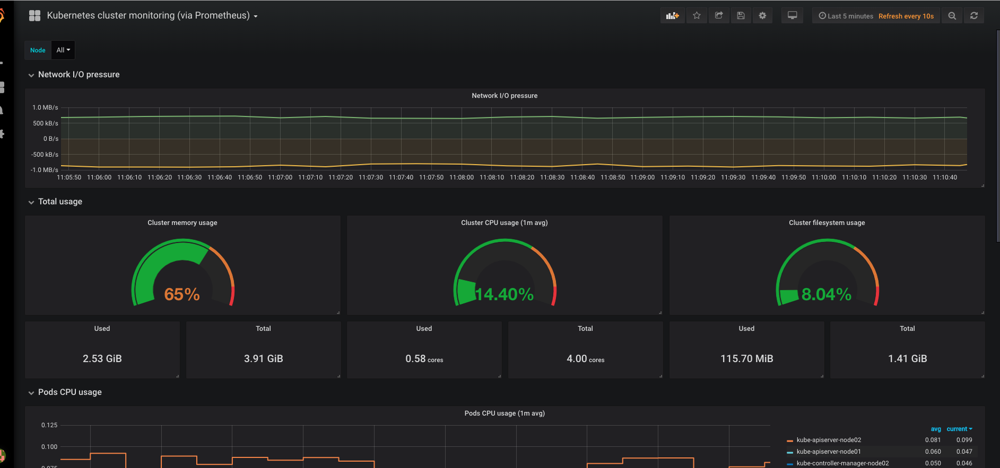 Kubernetes cluster monitoring (via Prometheus)
Last 5 minutes Refresh every 10s
Node All
Network I/O pressure
Network I/O pressure
1.0 MB/s
500 kB/s
0 B/s
-500 kB/s
-1.0 MB/s
11:05:50 11:06:00 11:06:10 11:06:20 11:06:30 11:06:40 11:06:50 11:07:00 11:07:10 11:07:20 11:07:30 11:07:40 11:07:50 11:08:00 11:08:10 11:08:20 11:08:30 11:08:40 11:08:50 11:09:00 11:09:10 11:09:20 11:09:30 11:09:40 11:09:50 11:10:00 11:10:10 11:10:20 11:10:30 11:10:40
Total usage
Cluster memory usage
65%
Cluster CPU usage (1m avg)
14.40%
Cluster filesystem usage
8.04%
Used
2.53 GiB
Total
3.91 GiB
Used
0.58 cores
Total
4.00 cores
Used
115.70 MiB
Total
1.41 GiB
Pods CPU usage
Pods CPU usage (1m avg)
0.125
0.100
0.075
avg current
kube-apiserver-node02 0.081 0.099
kube-apiserver-node01 0.060 0.047
kube-controller-manager-node02 0.050 0.046